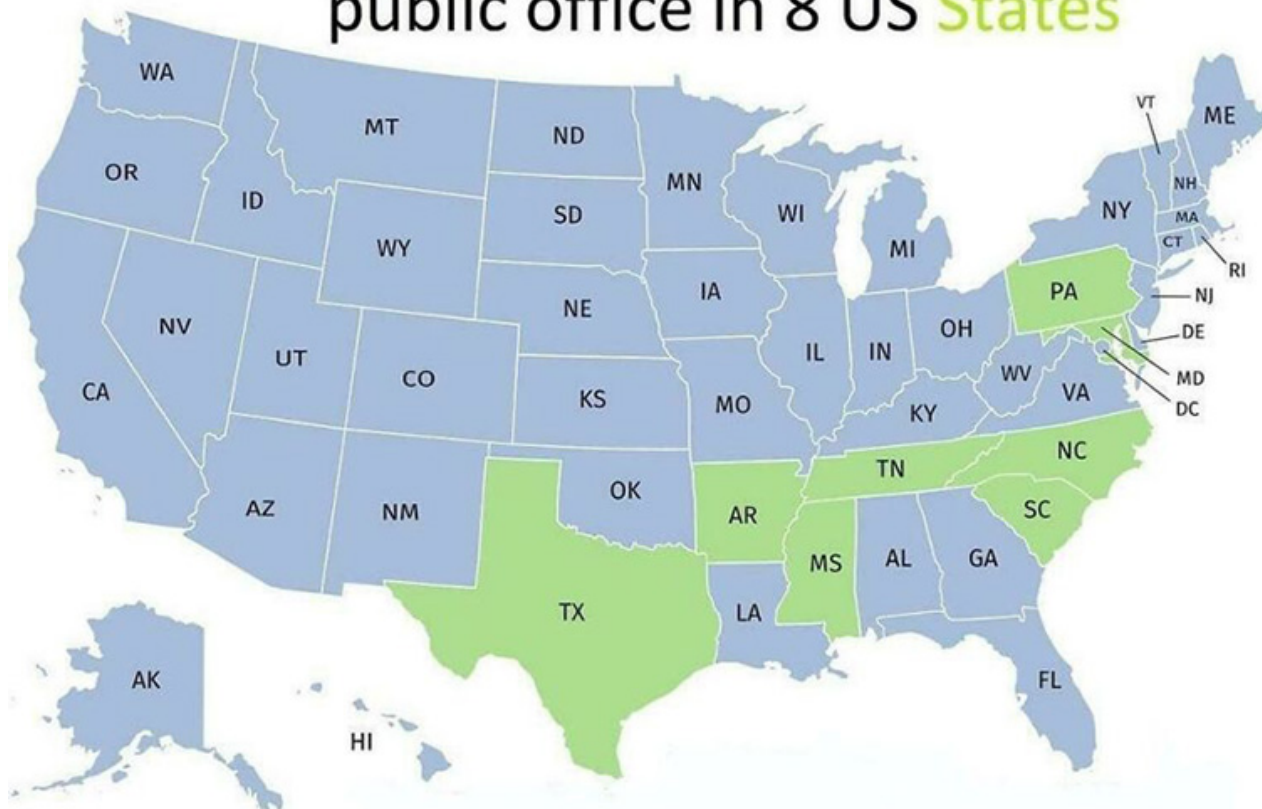 public office in 8 US States
WA
MT
ND
MN
VT
ME
OR
ID
SD
WI
NH
NY
MA
WY
MI
CT
RI
IA
PA
NE
NJ
NV
OH
DE
UT
IL
IN
CO
WV
MD
CA
KS
MO
VA
KY
DC
NC
TN
OK
AZ
NM
AR
SC
MS
AL
GA
TX
LA
AK
FL
HI